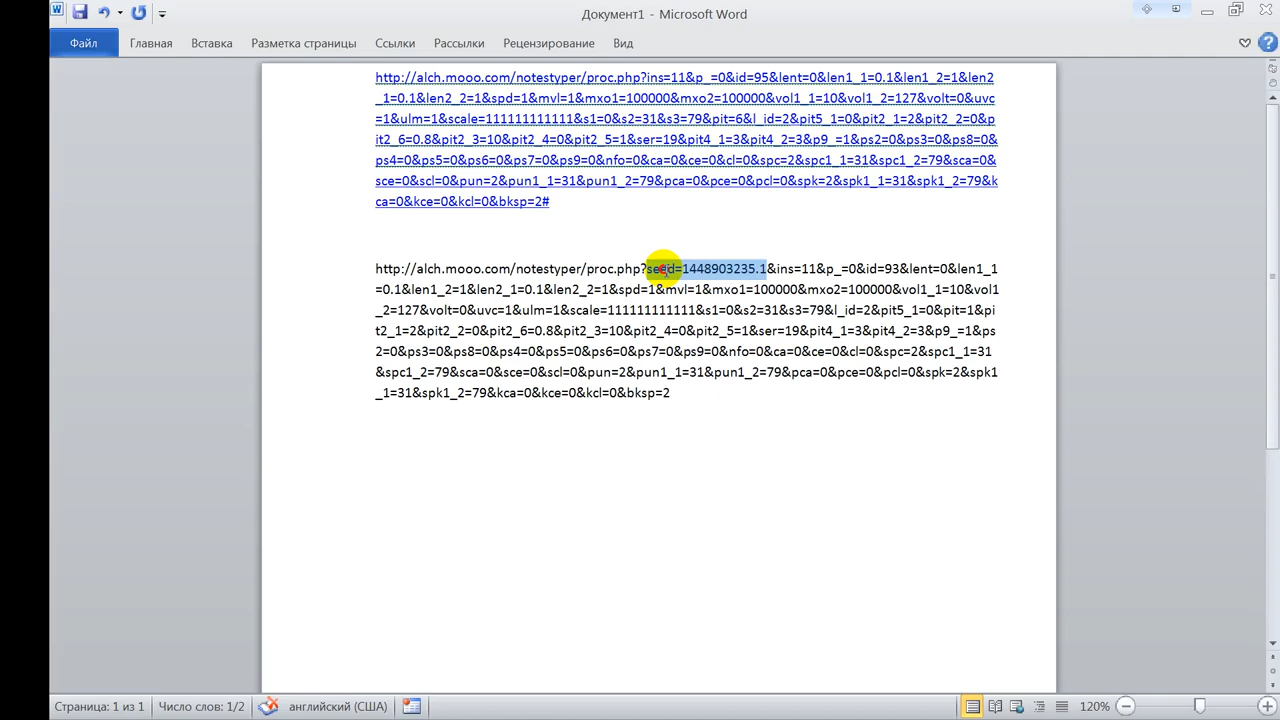 Документ1 - Microsoft Word
Файл Главная Вставка Разметка страницы Ссылки Рассылки Рецензирование Вид
http://alch.mooo.com/notestyper/proc.php?ins=11&p_=0&id=95&lent=0&len1_1=0.1&len1_2=1&len2
_1=0.1&len2_2=1&spd=1&mvl=1&mxo1=100000&mxo2=100000&vol1_1=10&vol1_2=127&volt=0&uvc
=1&ulm=1&scale=111111111111&s1=0&s2=31&s3=79&pit=6&l_id=2&pit5_1=0&pit2_1=2&pit2_2=0&p
it2_6=0.8&pit2_3=10&pit2_4=0&pit2_5=1&ser=19&pit4_1=3&pit4_2=3&p9_=1&ps2=0&ps3=0&ps8=0&
ps4=0&ps5=0&ps6=0&ps7=0&ps9=0&nfo=0&ca=0&ce=0&cl=0&spc=2&spc1_1=31&spc1_2=79&sca=0&
sce=0&scl=0&pun=2&pun1_1=31&pun1_2=79&pca=0&pce=0&pcl=0&spk=2&spk1_1=31&spk1_2=79&k
ca=0&kce=0&kcl=0&bksp=2#
http://alch.mooo.com/notestyper/proc.php?seed=1448903235.1&ins=11&p_=0&id=93&lent=0&len1_1
=0.1&len1_2=1&len2_1=0.1&len2_2=1&spd=1&mvl=1&mxo1=100000&mxo2=100000&vol1_1=10&vol1
_2=127&volt=0&uvc=1&ulm=1&scale=111111111111&s1=0&s2=31&s3=79&l_id=2&pit5_1=0&pit=1&pi
t2_1=2&pit2_2=0&pit2_6=0.8&pit2_3=10&pit2_4=0&pit2_5=1&ser=19&pit4_1=3&pit4_2=3&p9_=1&ps
2=0&ps3=0&ps8=0&ps4=0&ps5=0&ps6=0&ps7=0&ps9=0&nfo=0&ca=0&ce=0&cl=0&spc=2&spc1_1=31
&spc1_2=79&sca=0&sce=0&scl=0&pun=2&pun1_1=31&pun1_2=79&pca=0&pce=0&pcl=0&spk=2&spk1
_1=31&spk1_2=79&kca=0&kce=0&kcl=0&bksp=2
Страница: 1 из 1 Число слов: 1/2 английский (США) 120%